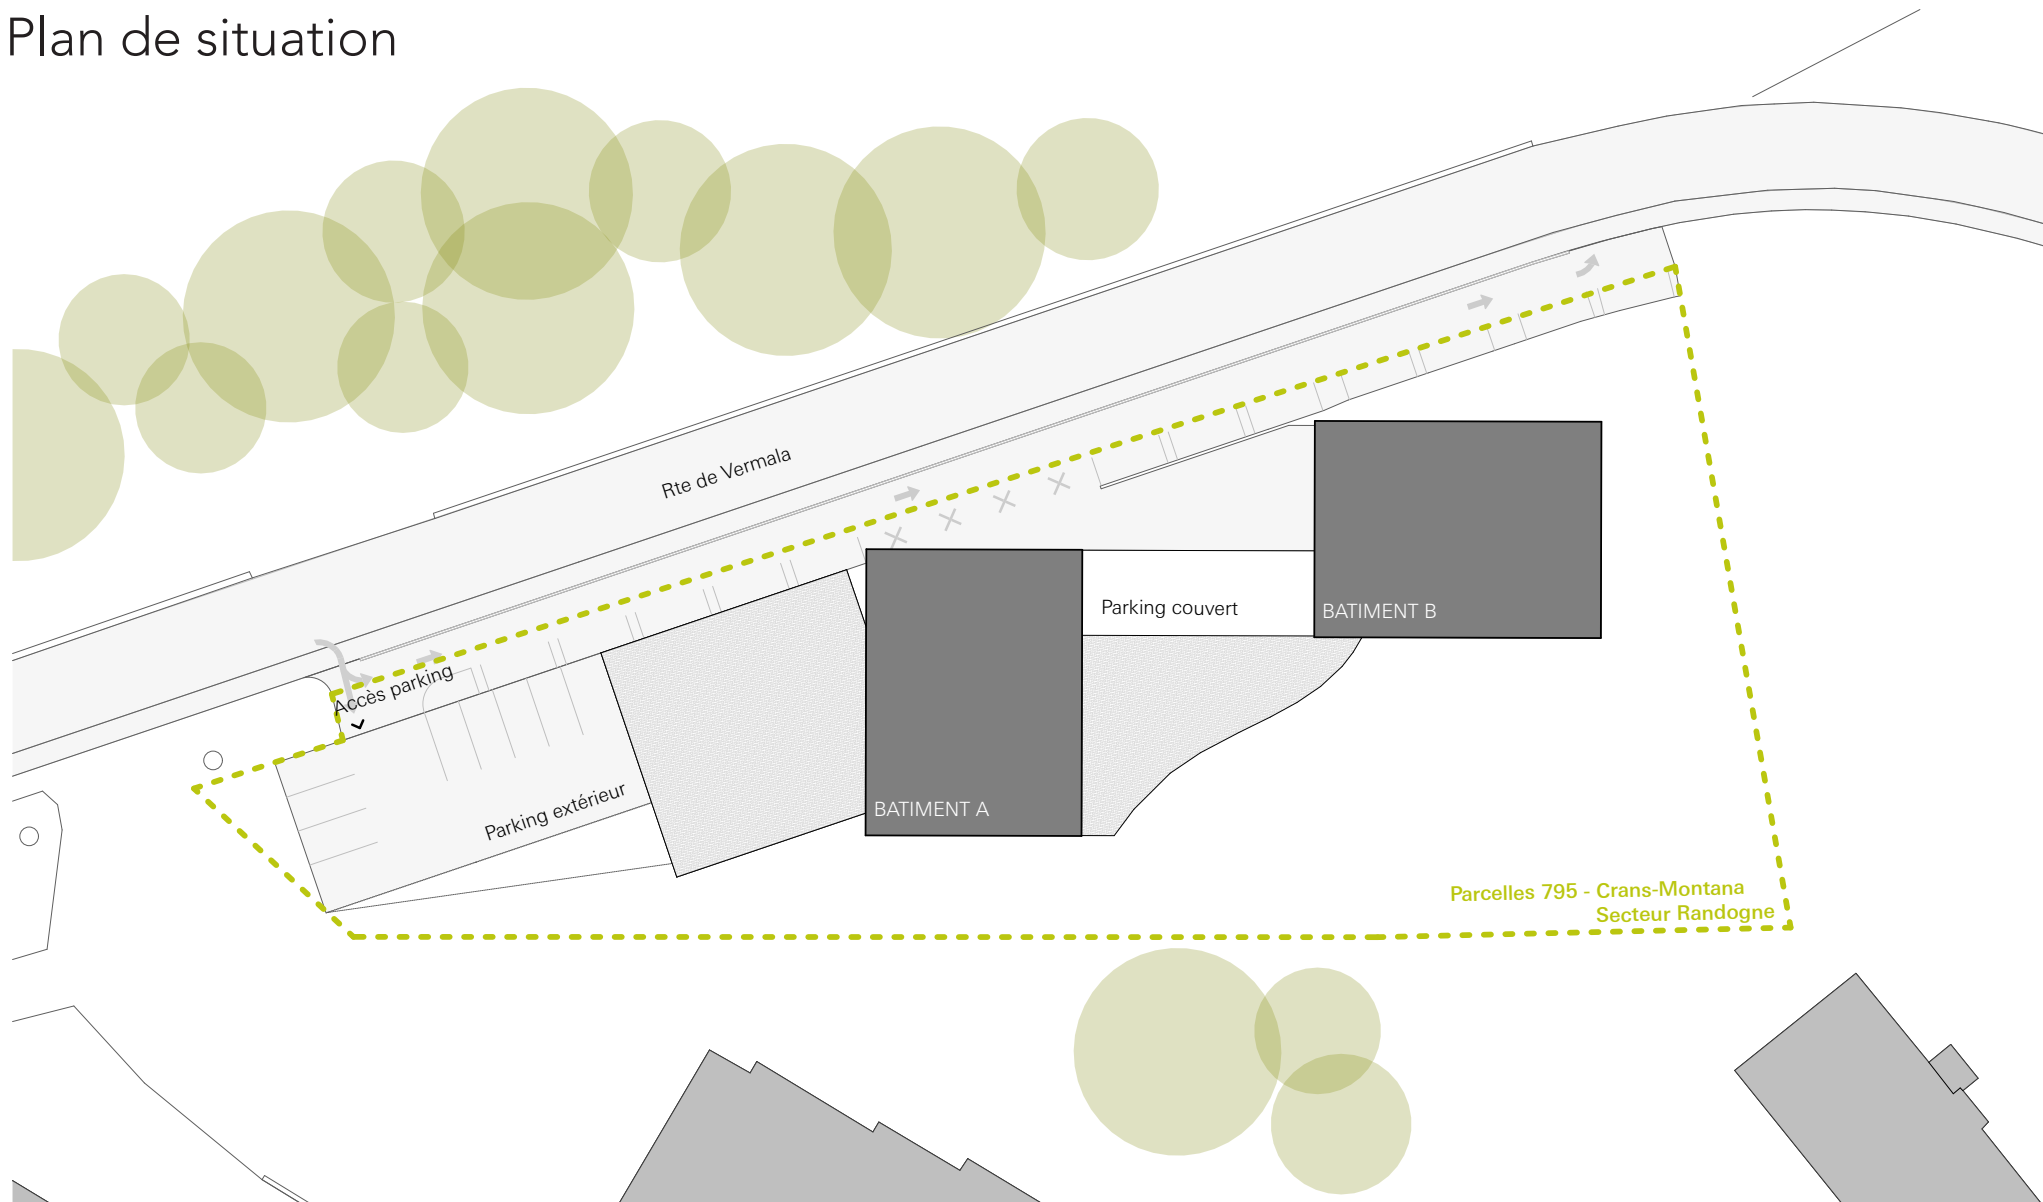 Plan de situation
Rte de Vermala
Accès parking
Parking extérieur
Parking couvert
BATIMENT A
BATIMENT B
Parcelles 795 - Crans-Montana
Secteur Randogne